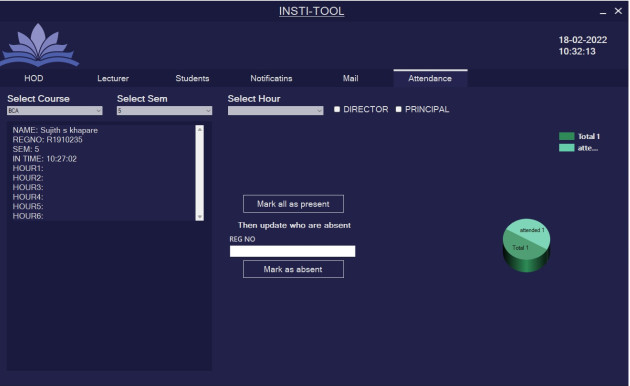 INSTI-TOOL
18-02-2022
10:32:13
HOD Lecturer Students Notificatins Mail Attendance
Select Course Select Sem Select Hour
BCA 5 DIRECTOR PRINCIPAL
NAME: Sujith s khapare
REGNO: R1910235
SEM: 5
IN TIME: 10:27:02
HOUR1:
HOUR2:
HOUR3:
HOUR4:
HOUR5:
HOUR6:
Total 1
atte...
Mark all as present
Then update who are absent
REG NO
Mark as absent
attended 1
Total 1